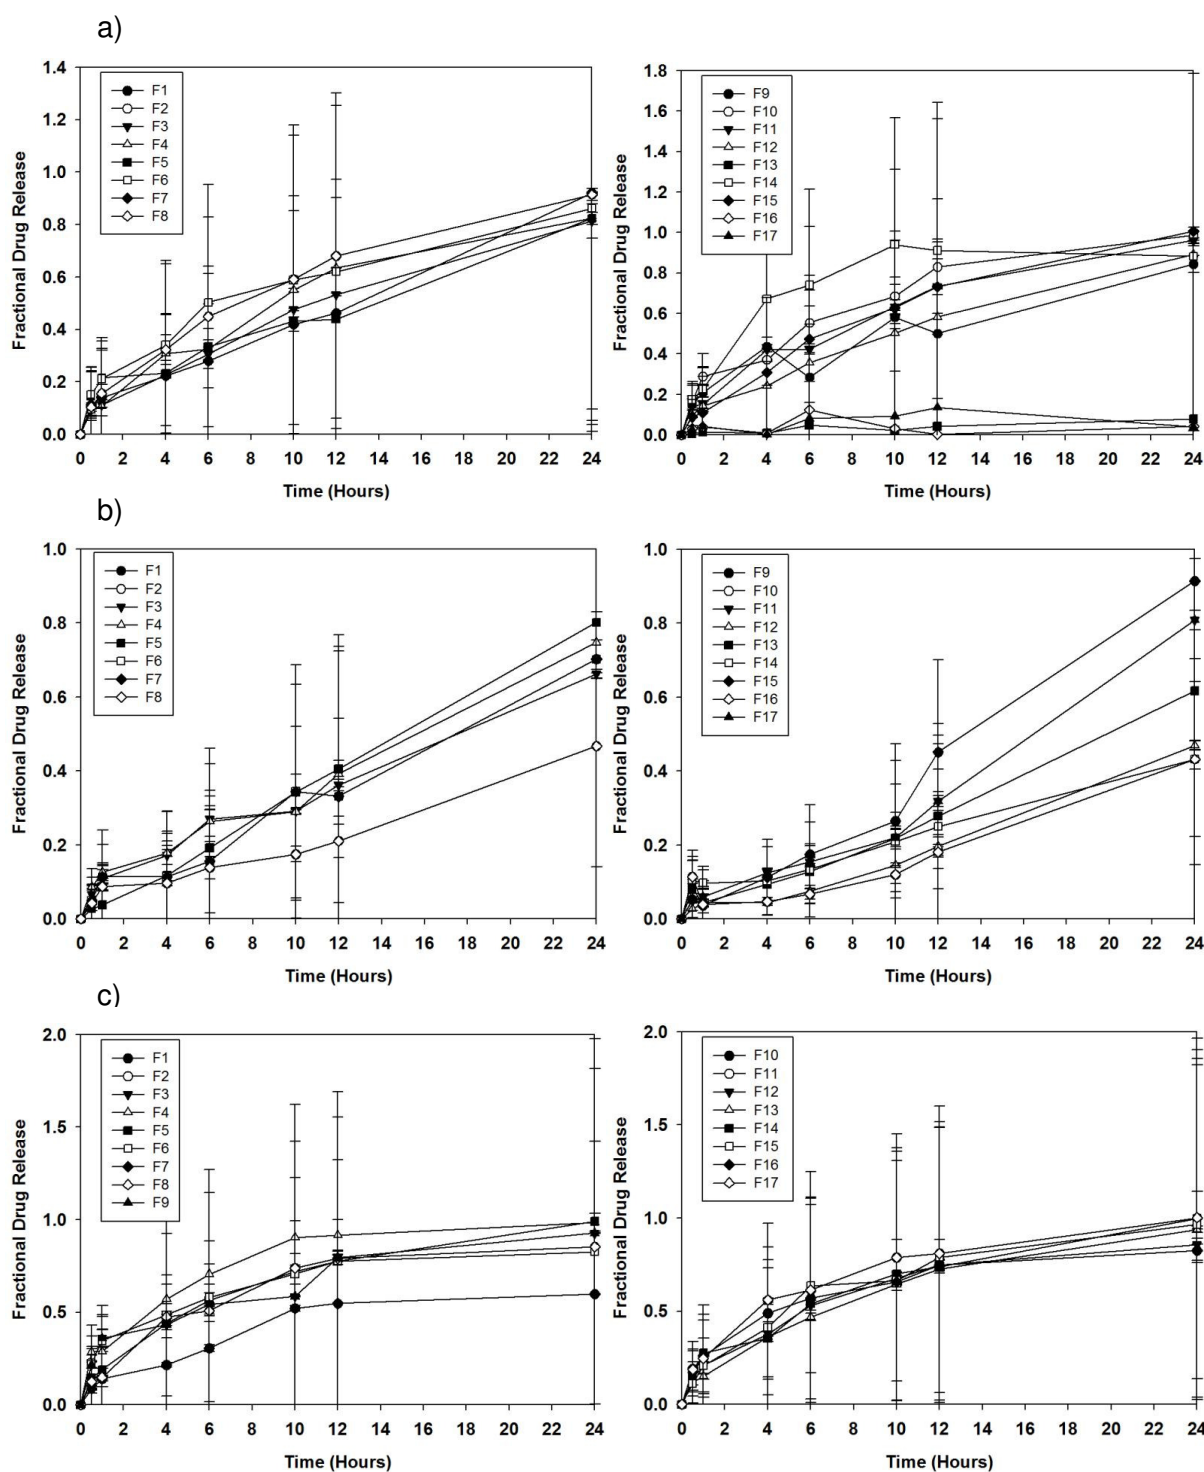 a)
1.4
1.2
1.0
0.8
0.6
0.4
0.2
0.0
Fractional Drug Release
F1
F2
F3
F4
F5
F6
F7
F8
0 2 4 6 8 10 12 14 16 18 20 22 24
Time (Hours)
1.8
1.6
1.4
1.2
1.0
0.8
0.6
0.4
0.2
0.0
Fractional Drug Release
F9
F10
F11
F12
F13
F14
F15
F16
F17
0 2 4 6 8 10 12 14 16 18 20 22 24
Time (Hours)
b)
1.0
0.8
0.6
0.4
0.2
0.0
Fractional Drug Release
F1
F2
F3
F4
F5
F6
F7
F8
0 2 4 6 8 10 12 14 16 18 20 22 24
Time (Hours)
1.0
0.8
0.6
0.4
0.2
0.0
Fractional Drug Release
F9
F10
F11
F12
F13
F14
F15
F16
F17
0 2 4 6 8 10 12 14 16 18 20 22 24
Time (Hours)
c)
2.0
1.5
1.0
0.5
0.0
Fractional Drug Release
F1
F2
F3
F4
F5
F6
F7
F8
F9
0 2 4 6 8 10 12 14 16 18 20 22 24
Time (Hours)
2.0
1.5
1.0
0.5
0.0
Fractional Drug Release
F10
F11
F12
F13
F14
F15
F16
F17
0 2 4 6 8 10 12 14 16 18 20 22 24
Time (Hours)